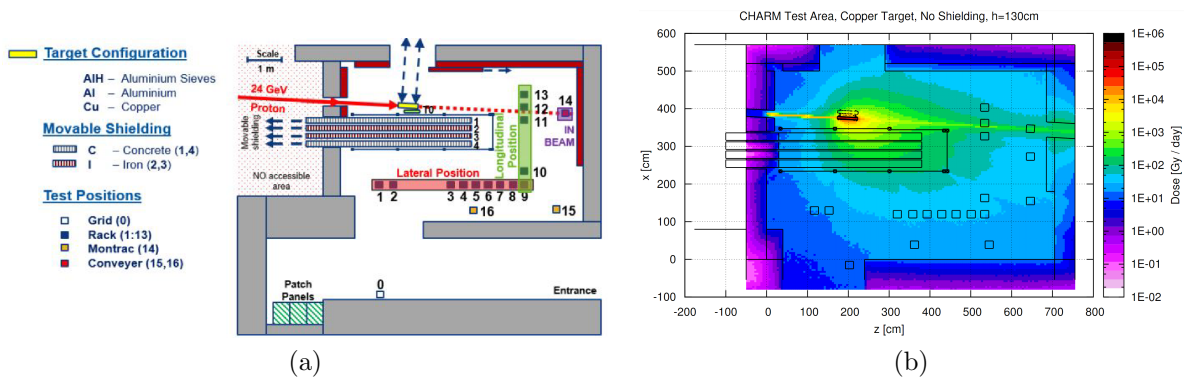 Target Configuration
AlH – Aluminium Sieves
Al – Aluminium
Cu – Copper
Movable Shielding
C – Concrete (1,4)
I – Iron (2,3)
Test Positions
Grid (0)
Rack (1:13)
Montrac (14)
Conveyer (15,16)
Scale
1 m
24 GeV
Proton
T0
Movable
shielding
1
2
3
4
NO accessible
area
Lateral Position
Longitudinal
Position
13
12
11
10
14
IN
BEAM
1 2 3 4 5 6 7 8 9
16
15
0
Patch
Panels
Entrance
(a)
CHARM Test Area, Copper Target, No Shielding, h=130cm
600
500
400
300
200
100
0
-100
x [cm]
-200 -100 0 100 200 300 400 500 600 700 800
z [cm]
1E+06
1E+05
1E+04
1E+03
1E+02
1E+01
1E+00
1E-01
1E-02
Dose [Gy / day]
(b)